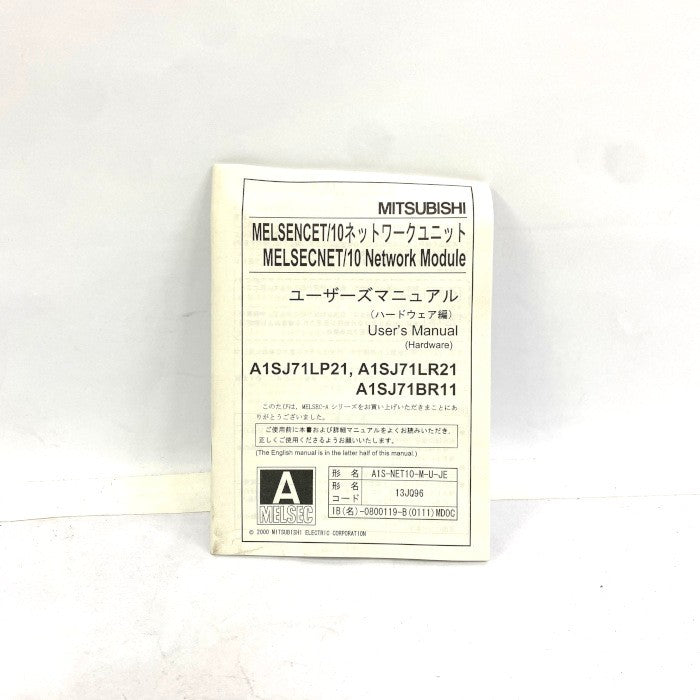 MITSUBISHI
MELSENCET/10ネットワークユニット
MELSECNET/10 Network Module
ユーザーズマニュアル
(ハードウェア編)
User's Manual
(Hardware)
A1SJ71LP21, A1SJ71LR21
A1SJ71BR11
このたびは、MELSEC-A シリーズをお買い上げいただきまことにあ
りがとうございました。
ご使用前に本書および詳細マニュアルをよくお読みいただき、
正しくご使用くださるようお願いいたします。
(The English manual is in the letter half of this manual.)
A
MELSEC
形 名 A1S-NET10-M-U-JE
形 名
コード 13JQ96
IB(名)-0800119-B(0111)MDOC
© 2000 MITSUBISHI ELECTRIC CORPORATION